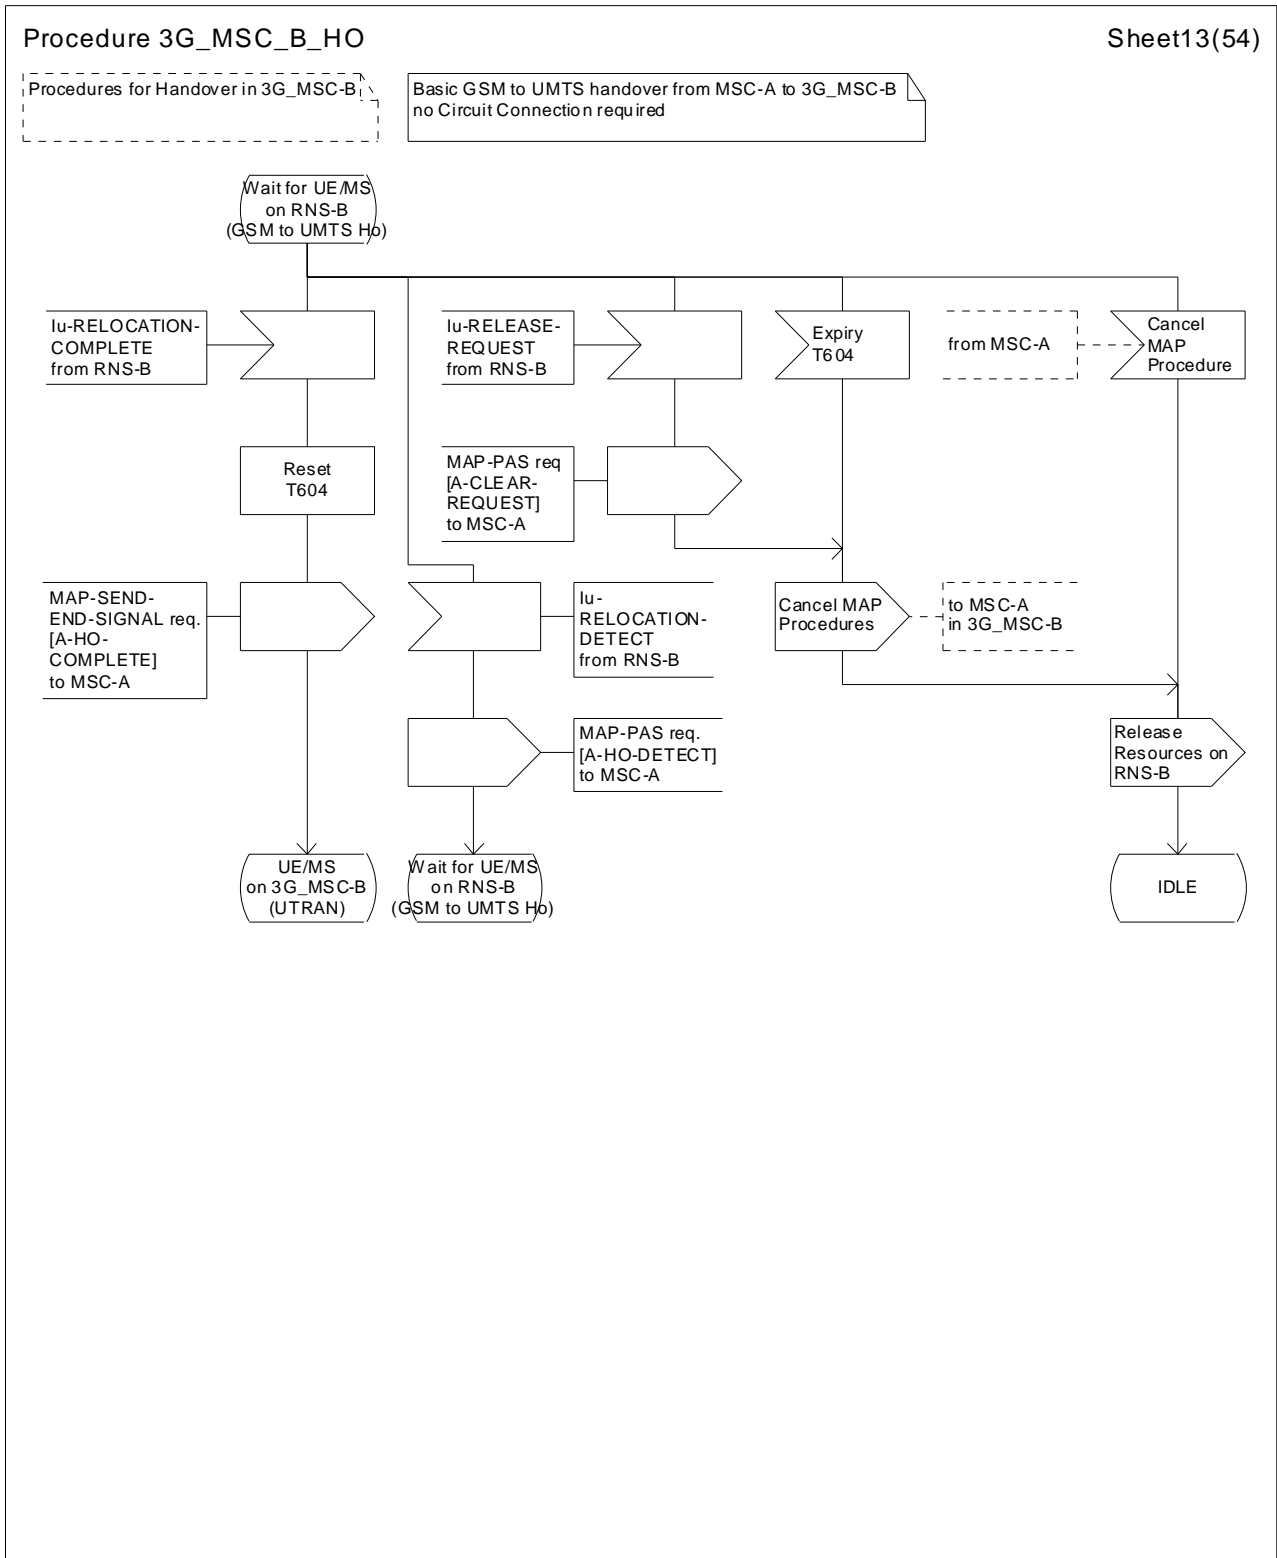 Procedure 3G_MSC_B_HO
Sheet13(54)
Procedures for Handover in 3G_MSC-B
Basic GSM to UMTS handover from MSC-A to 3G_MSC-B
no Circuit Connection required
Wait for UE/MS
on RNS-B
(GSM to UMTS Ho)
Iu-RELOCATION-
COMPLETE
from RNS-B
Iu-RELEASE-
REQUEST
from RNS-B
Expiry
T604
from MSC-A
Cancel
MAP
Procedure
Reset
T604
MAP-PAS req
[A-CLEAR-
REQUEST]
to MSC-A
MAP-SEND-
END-SIGNAL req.
[A-HO-
COMPLETE]
to MSC-A
Iu-
RELOCATION-
DETECT
from RNS-B
Cancel MAP
Procedures
to MSC-A
in 3G_MSC-B
MAP-PAS req.
[A-HO-DETECT]
to MSC-A
Release
Resources on
RNS-B
UE/MS
on 3G_MSC-B
(UTRAN)
Wait for UE/MS
on RNS-B
(GSM to UMTS Ho)
IDLE